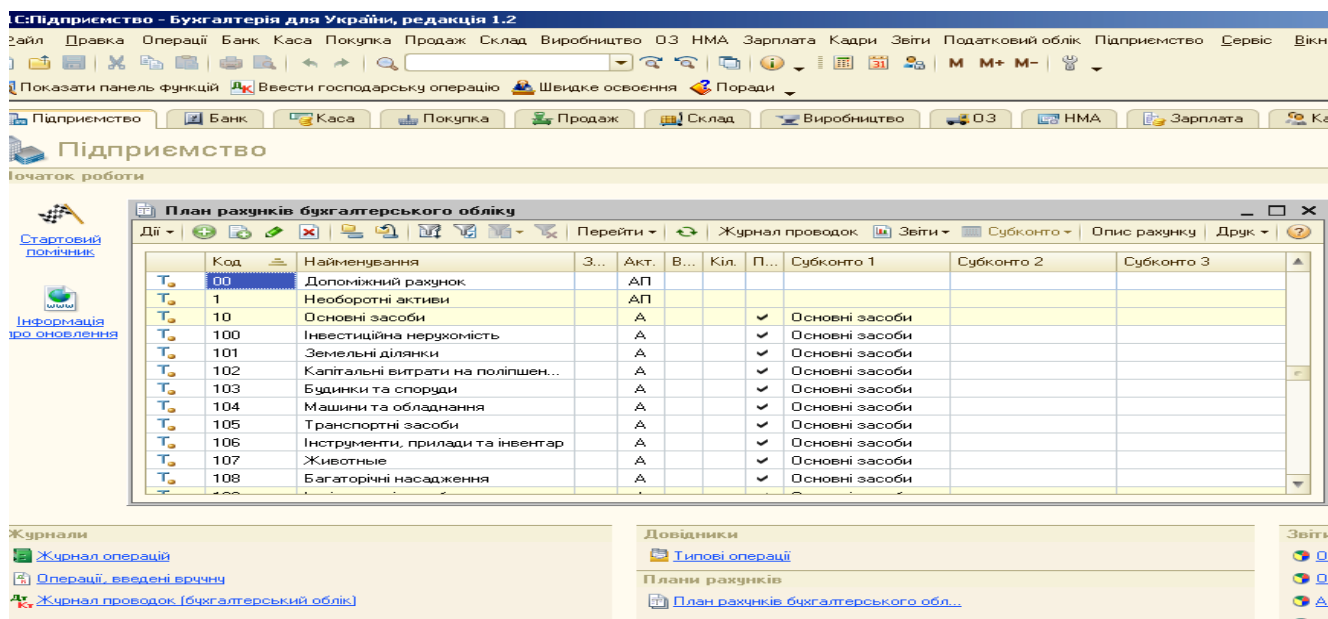 1С:Підприємство - Бухгалтерія для України, редакція 1.2
Файл Правка Операції Банк Каса Покупка Продаж Склад Виробництво ОЗ НМА Зарплата Кадри Звіти Податковий облік Підприємство Сервіс Вікн
M M+ M-
Показати панель функцій Ввести господарську операцію Швидке освоєння Поради
Підприємство Банк Каса Покупка Продаж Склад Виробництво ОЗ НМА Зарплата Ка
Підприємство
Початок роботи
Стартовий помічник
Інформація про оновлення
План рахунків бухгалтерського обліку
Дії Перейти Журнал проводок Звіти Субконто Опис рахунку Друк
Код Найменування З... Акт. В... Кіл. П... Субконто 1 Субконто 2 Субконто 3
00 Допоміжний рахунок АП
1 Необоротні активи АП
10 Основні засоби А Основні засоби
100 Інвестиційна нерухомість А Основні засоби
101 Земельні ділянки А Основні засоби
102 Капітальні витрати на поліпшен... А Основні засоби
103 Будинки та споруди А Основні засоби
104 Машини та обладнання А Основні засоби
105 Транспортні засоби А Основні засоби
106 Інструменти, прилади та інвентар А Основні засоби
107 Животные А Основні засоби
108 Багаторічні насадження А Основні засоби
Журнали
Журнал операцій
Операції, введені вручну
Журнал проводок (бухгалтерський облік)
Довідники
Типові операції
Плани рахунків
План рахунків бухгалтерського обл...
Звіти
О
О
А